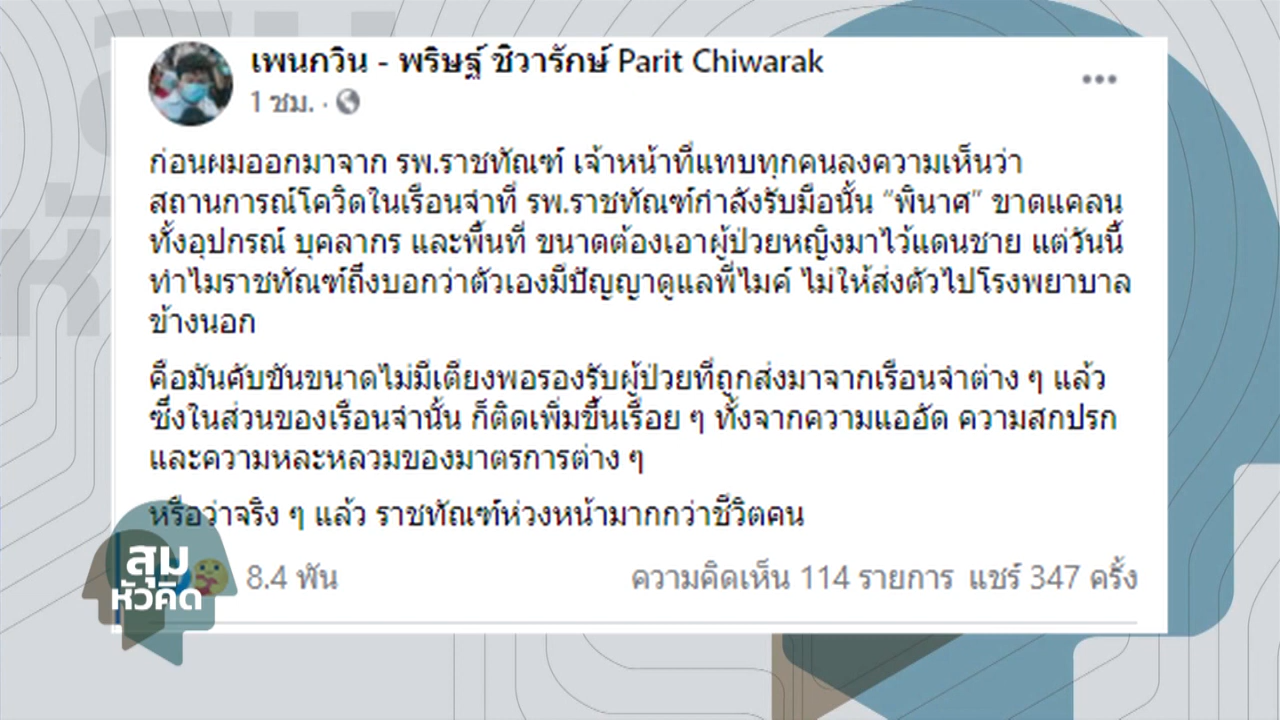 เพนกวิน - พริษฐ์ ชิวารักษ์ Parit Chiwarak
1 ชม.
ก่อนผมออกมาจาก รพ.ราชทัณฑ์ เจ้าหน้าที่แทบทุกคนลงความเห็นว่า
สถานการณ์โควิดในเรือนจำที่ รพ.ราชทัณฑ์กำลังรับมือนั้น “พินาศ” ขาดแคลน
ทั้งอุปกรณ์ บุคลากร และพื้นที่ ขนาดต้องเอาผู้ป่วยหญิงมาไว้แดนชาย แต่วันนี้
ทำไมราชทัณฑ์ถึงบอกว่าตัวเองมีปัญญาดูแลพี่ไมค์ ไม่ให้ส่งตัวไปโรงพยาบาล
ข้างนอก
คือมันคับขันขนาดไม่มีเตียงพอรองรับผู้ป่วยที่ถูกส่งมาจากเรือนจำต่าง ๆ แล้ว
ซึ่งในส่วนของเรือนจำนั้น ก็ติดเพิ่มขึ้นเรื่อย ๆ ทั้งจากความแออัด ความสกปรก
และความหละหลวมของมาตรการต่าง ๆ
หรือว่าจริง ๆ แล้ว ราชทัณฑ์ห่วงหน้ามากกว่าชีวิตคน
8.4 พัน ความคิดเห็น 114 รายการ แชร์ 347 ครั้ง
สุม
หัวคิด